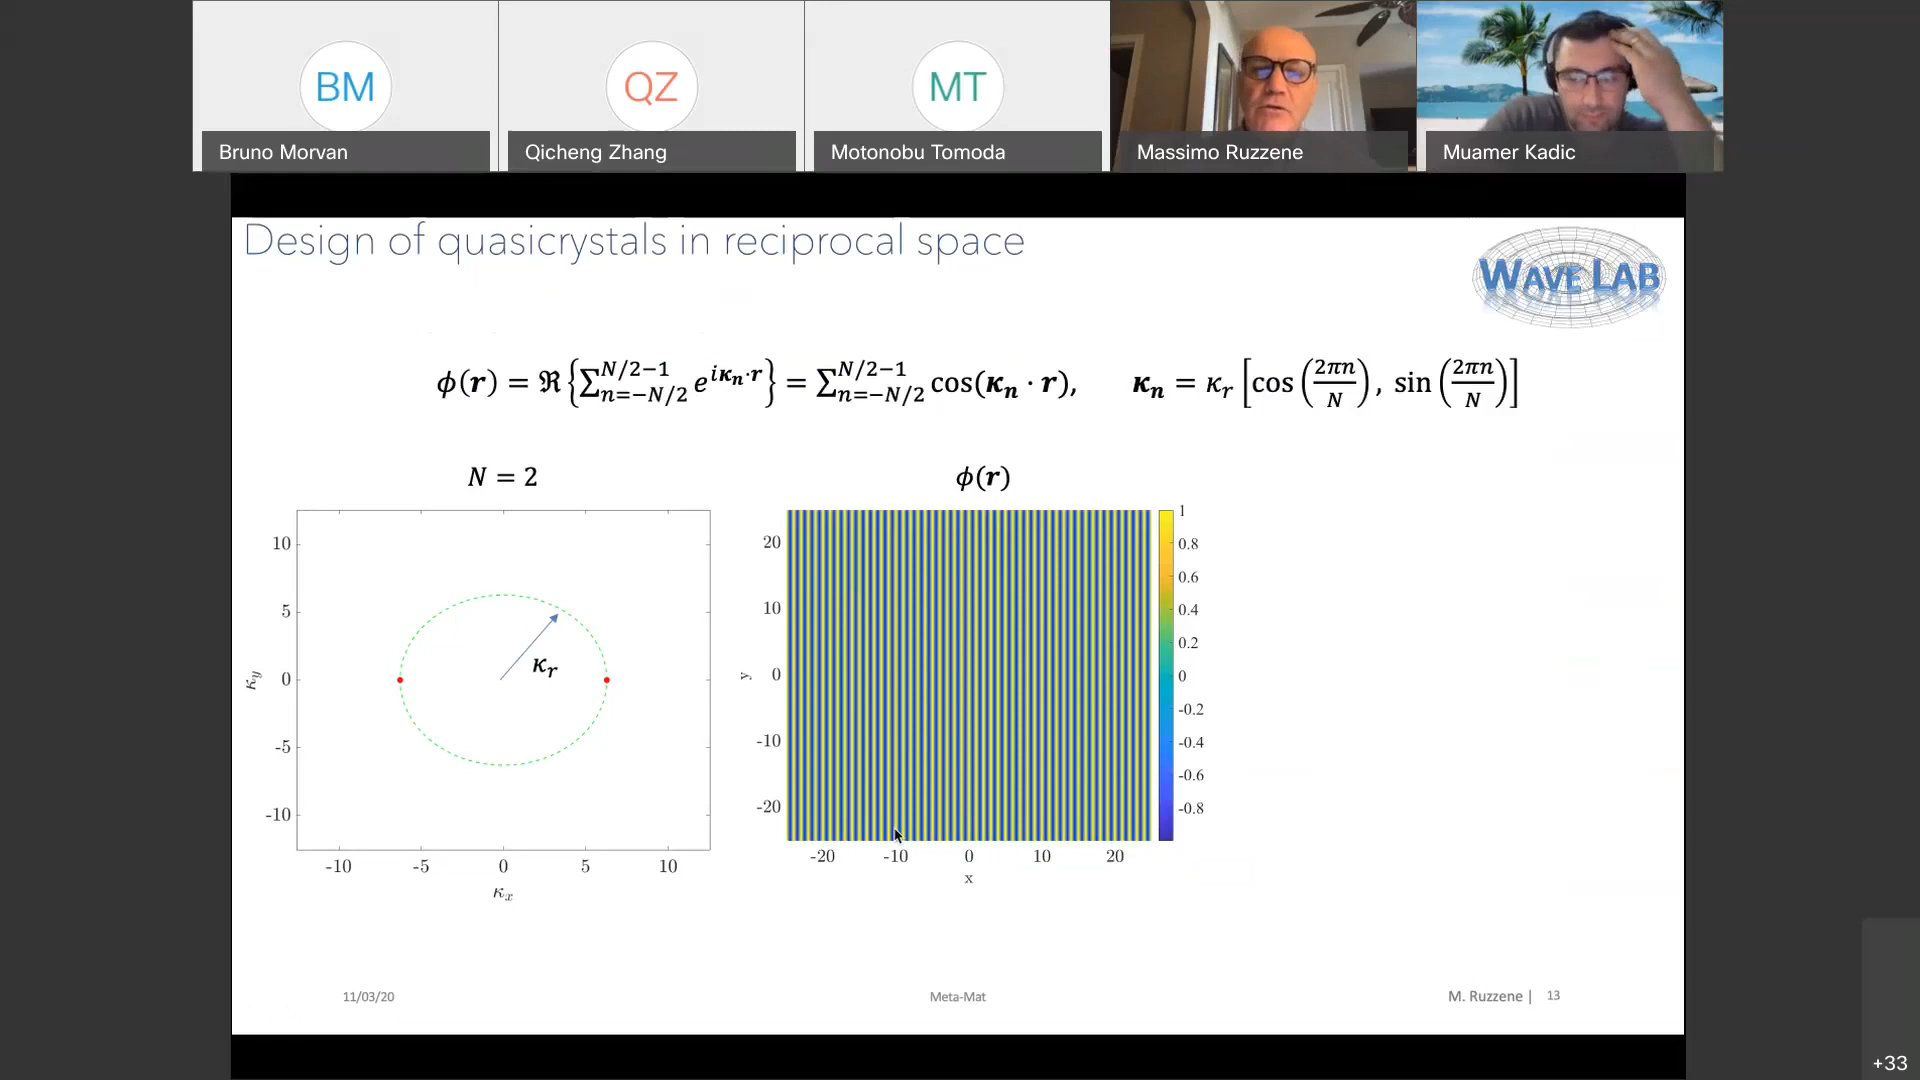 BM
QZ
MT
Bruno Morvan
Qicheng Zhang
Motonobu Tomoda
Massimo Ruzzene
Muamer Kadic
Design of quasicrystals in reciprocal space
WAVE LAB
ϕ(r) = ℜ{∑_{n=−N/2}^{N/2−1} e^{iκ_n·r}} = ∑_{n=−N/2}^{N/2−1} cos(κ_n · r), κ_n = κ_r [cos(2πn/N), sin(2πn/N)]
N = 2
ϕ(r)
10
5
0
-5
-10
κ_y
κ_r
-10 -5 0 5 10
κ_x
20
10
0
-10
-20
y
-20 -10 0 10 20
x
1
0.8
0.6
0.4
0.2
0
-0.2
-0.4
-0.6
-0.8
11/03/20
Meta-Mat
M. Ruzzene | 13
+33